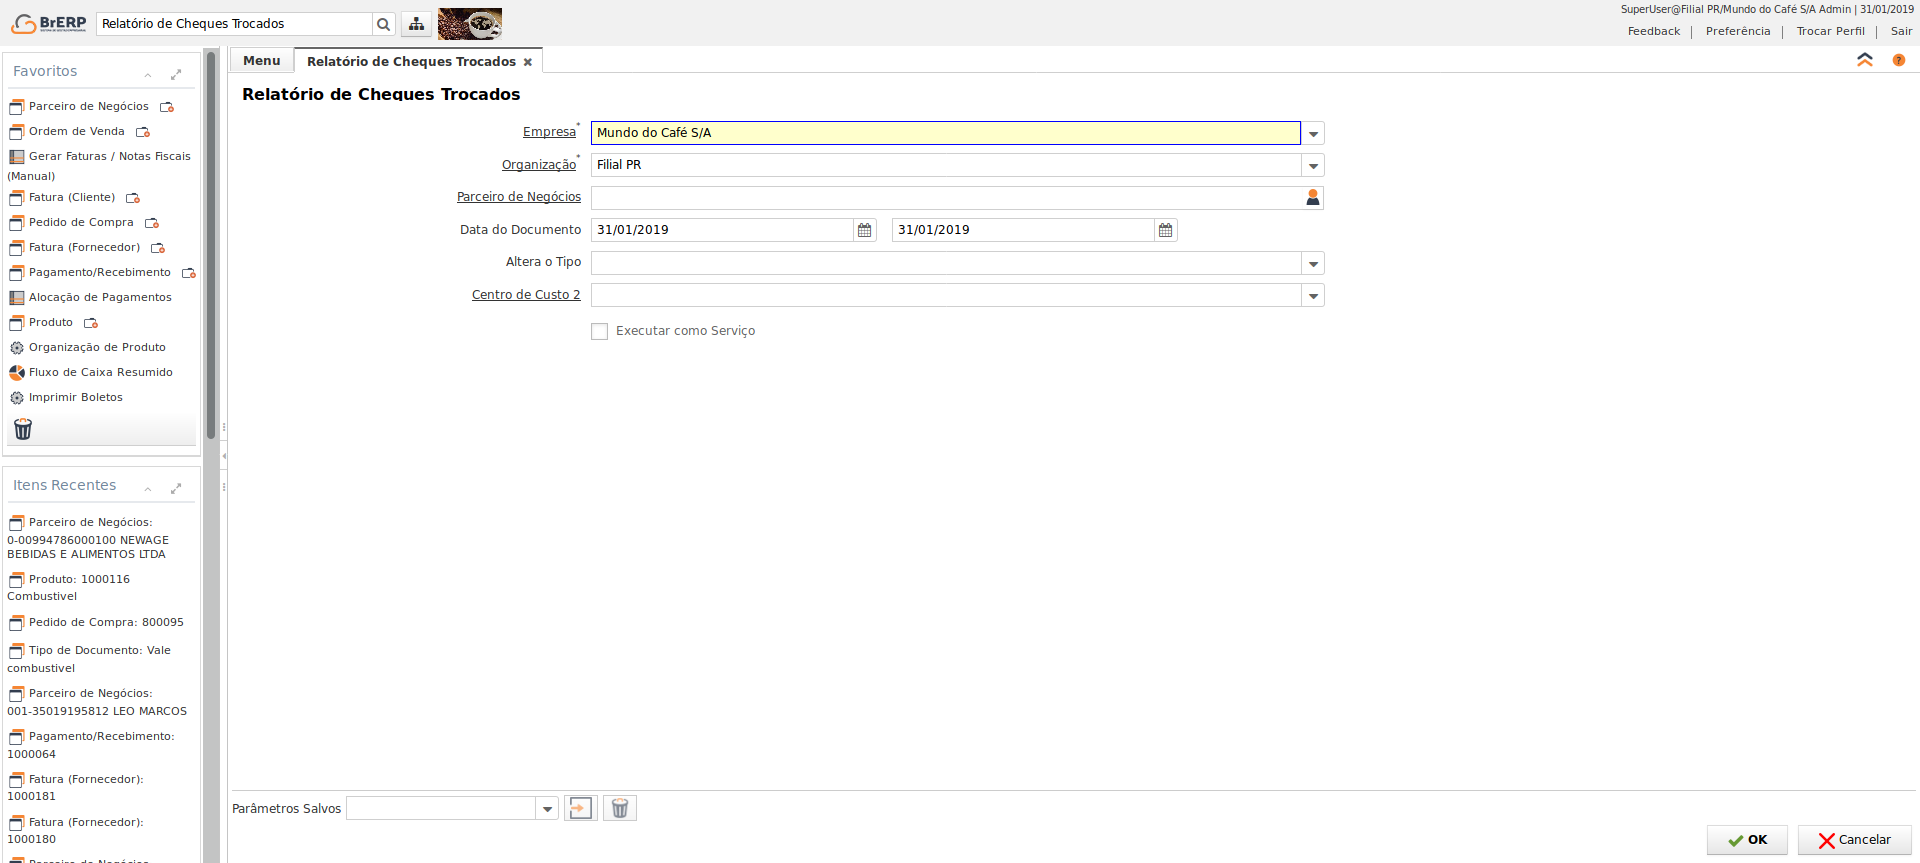 BrERP
Relatório de Cheques Trocados
SuperUser@Filial PR/Mundo do Café S/A Admin | 31/01/2019
Feedback | Preferência | Trocar Perfil | Sair
Favoritos
Parceiro de Negócios
Ordem de Venda
Gerar Faturas / Notas Fiscais
(Manual)
Fatura (Cliente)
Pedido de Compra
Fatura (Fornecedor)
Pagamento/Recebimento
Alocação de Pagamentos
Produto
Organização de Produto
Fluxo de Caixa Resumido
Imprimir Boletos
Itens Recentes
Parceiro de Negócios:
0-00994786000100 NEWAGE
BEBIDAS E ALIMENTOS LTDA
Produto: 1000116
Combustivel
Pedido de Compra: 800095
Tipo de Documento: Vale
combustivel
Parceiro de Negócios:
001-35019195812 LEO MARCOS
Pagamento/Recebimento:
1000064
Fatura (Fornecedor):
1000181
Fatura (Fornecedor):
1000180
Parceiro de Negócios
Menu
Relatório de Cheques Trocados
?
Relatório de Cheques Trocados
Empresa* Mundo do Café S/A
Organização* Filial PR
Parceiro de Negócios
Data do Documento 31/01/2019 31/01/2019
Altera o Tipo
Centro de Custo 2
Executar como Serviço
Parâmetros Salvos
OK Cancelar